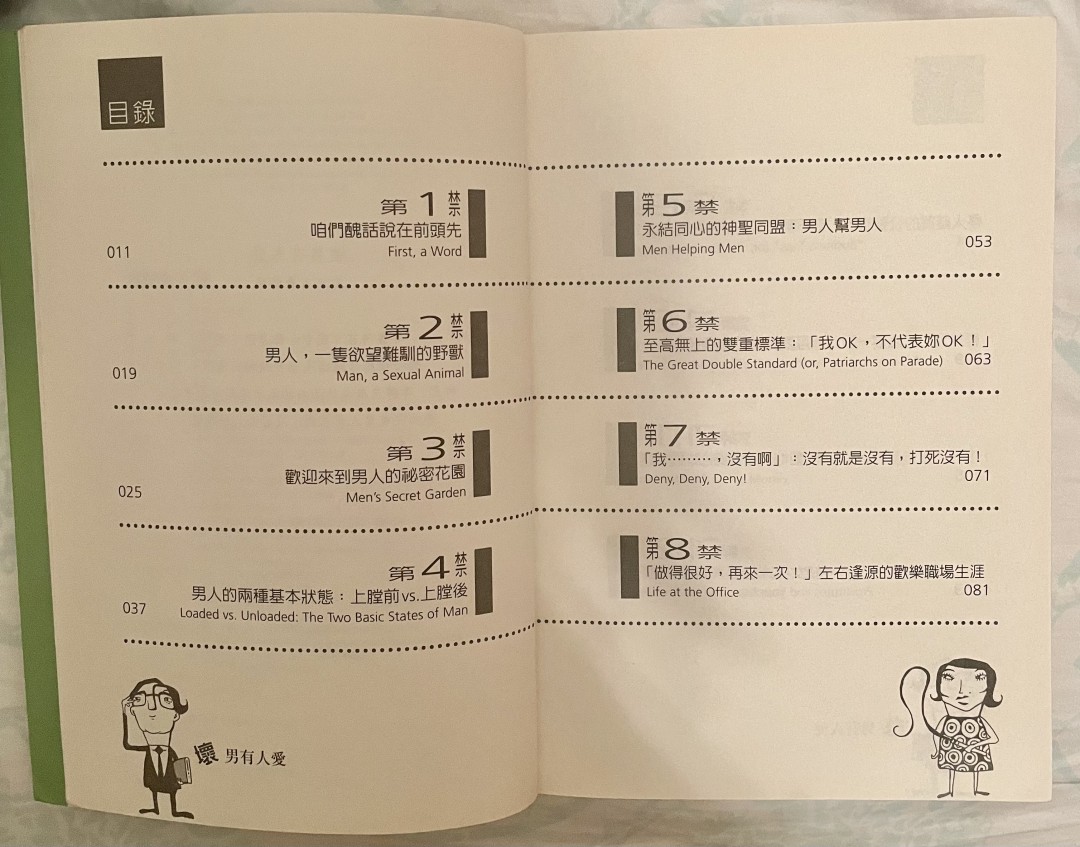 目錄
第1禁
咱們醜話說在前頭先
First, a Word
011
第2禁
男人，一隻欲望難馴的野獸
Man, a Sexual Animal
019
第3禁
歡迎來到男人的祕密花園
Men's Secret Garden
025
第4禁
男人的兩種基本狀態：上膛前vs.上膛後
Loaded vs. Unloaded: The Two Basic States of Man
037
壞男有人愛
第5禁
永結同心的神聖同盟：男人幫男人
Men Helping Men
053
第6禁
至高無上的雙重標準：「我OK，不代表妳OK！」
The Great Double Standard (or, Patriarchs on Parade)
063
第7禁
「我………，沒有啊」：沒有就是沒有，打死沒有！
Deny, Deny, Deny!
071
第8禁
「做得很好，再來一次！」左右逢源的歡樂職場生涯
Life at the Office
081